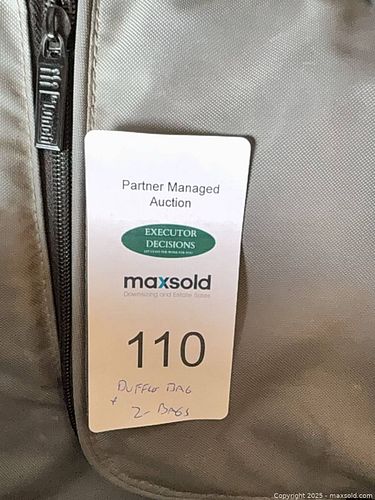 Partner Managed
Auction
EXECUTOR
DECISIONS
maxsold
Downsizing and Estate Sales
110
DUFFLE BAG
+
2- BAGS
Copyright 2025 - maxsold.com